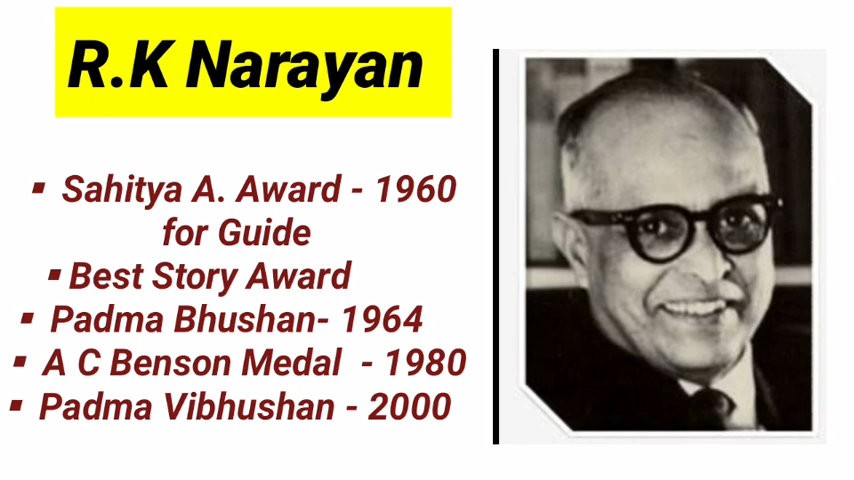 R.K Narayan
▪ Sahitya A. Award - 1960
for Guide
▪ Best Story Award
▪ Padma Bhushan- 1964
▪ A C Benson Medal - 1980
▪ Padma Vibhushan - 2000